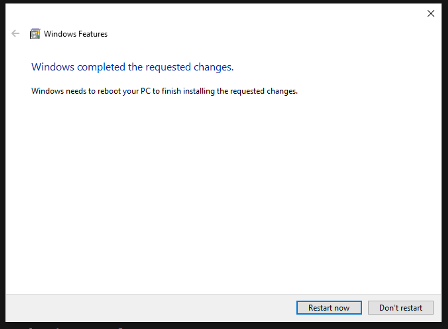 Windows Features
Windows completed the requested changes.
Windows needs to reboot your PC to finish installing the requested changes.
Restart now
Don't restart